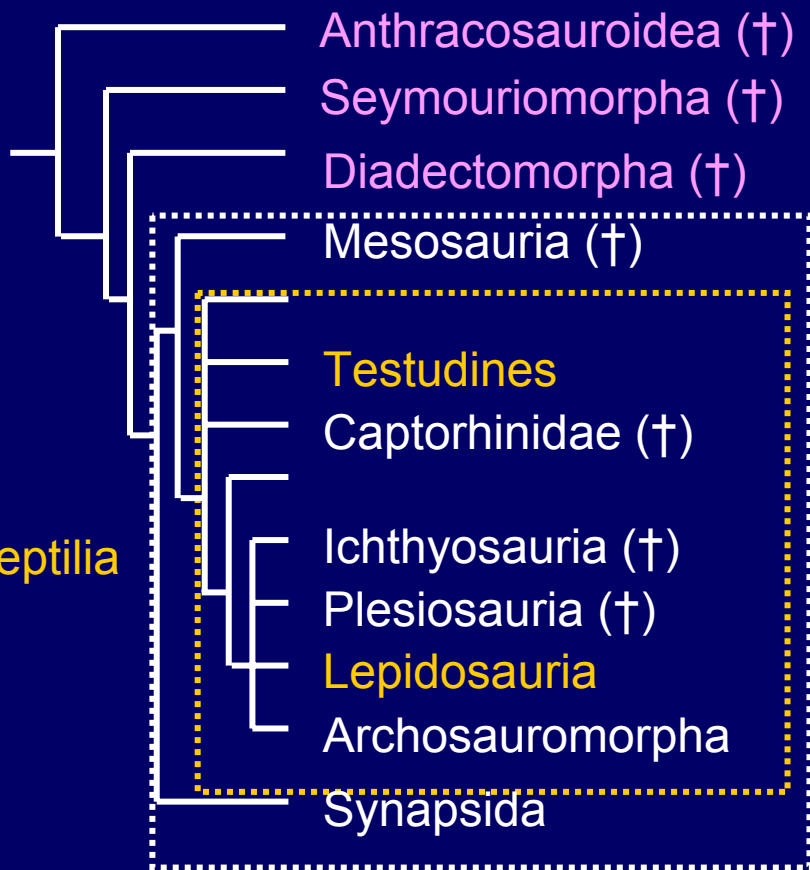 Anthracosauroidea (†)
Seymouriomorpha (†)
Diadectomorpha (†)
Mesosauria (†)
Testudines
Captorhinidae (†)
eptilia
Ichthyosauria (†)
Plesiosauria (†)
Lepidosauria
Archosauromorpha
Synapsida